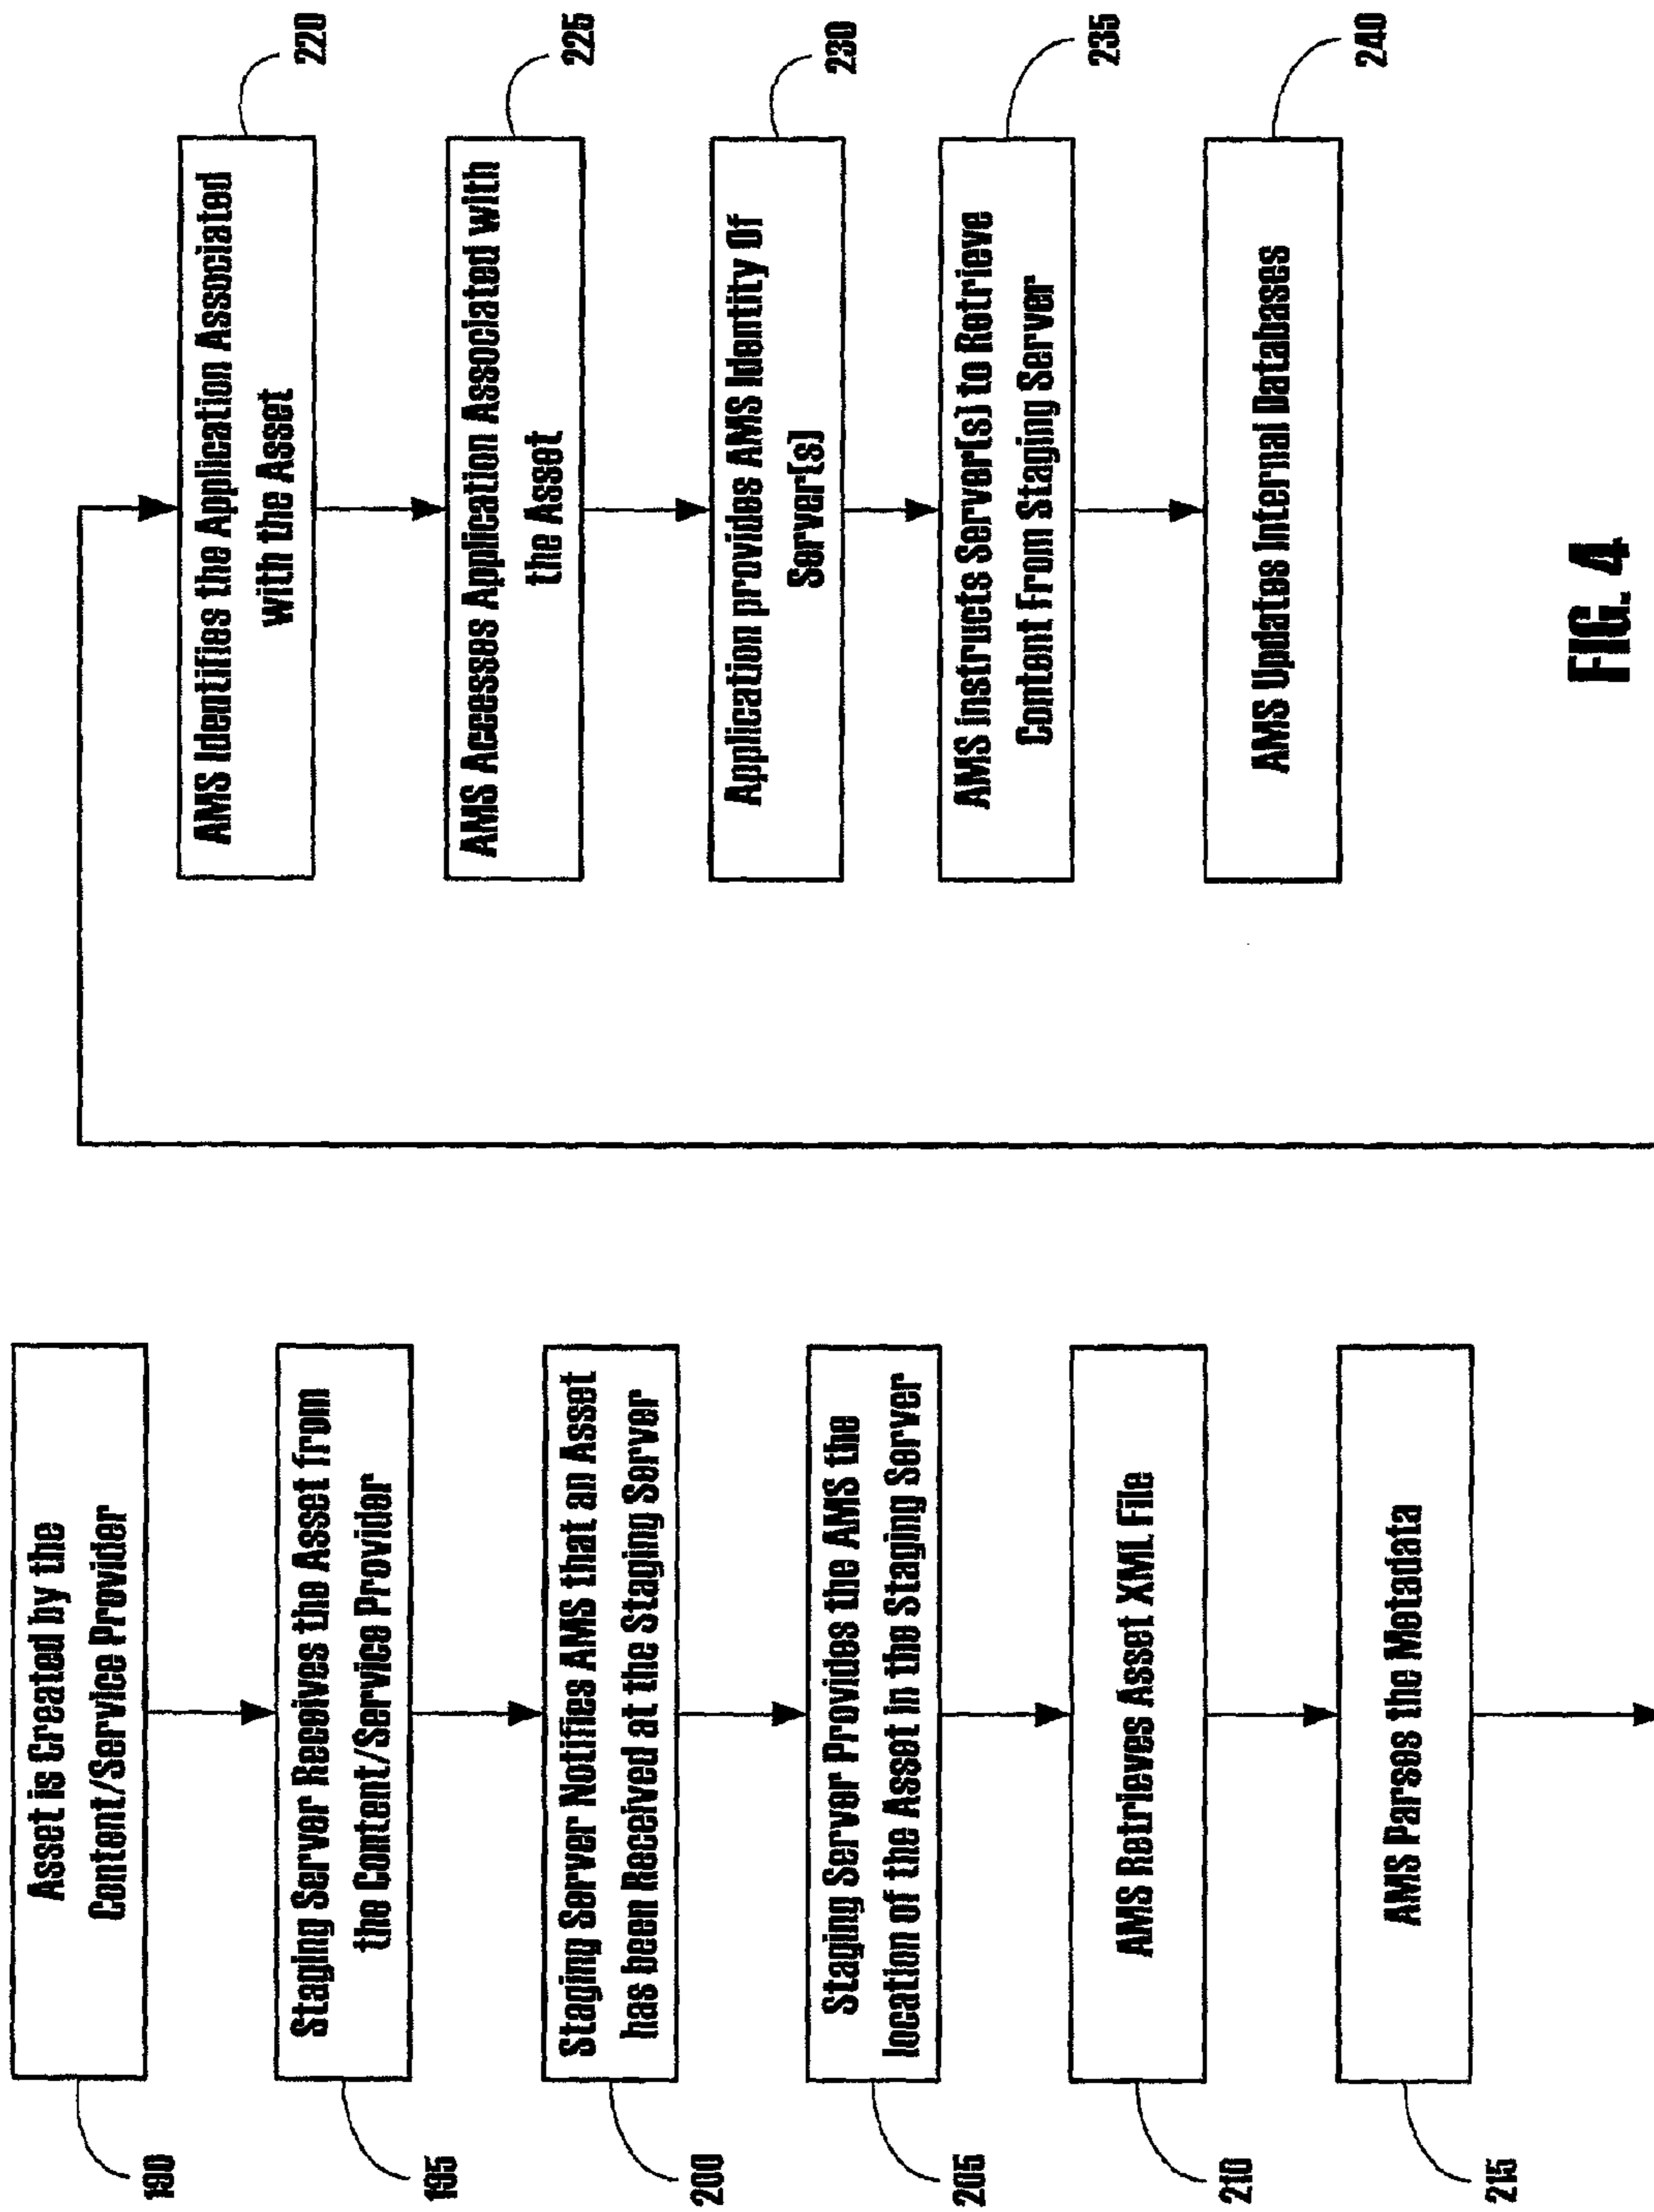 190
Asset is Created by the
Content/Service Provider
195
Staging Server Receives the Asset from
the Content/Service Provider
200
Staging Server Notifies AMS that an Asset
has been Received at the Staging Server
205
Staging Server Provides the AMS the
location of the Asset in the Staging Server
210
AMS Retrieves Asset XML File
215
AMS Parses the Metadata
220
AMS Identifies the Application Associated
with the Asset
225
AMS Accesses Application Associated with
the Asset
230
Application provides AMS Identity Of
Server(s)
235
AMS instructs Server(s) to Retrieve
Content From Staging Server
240
AMS Updates Internal Databases
FIG. 4